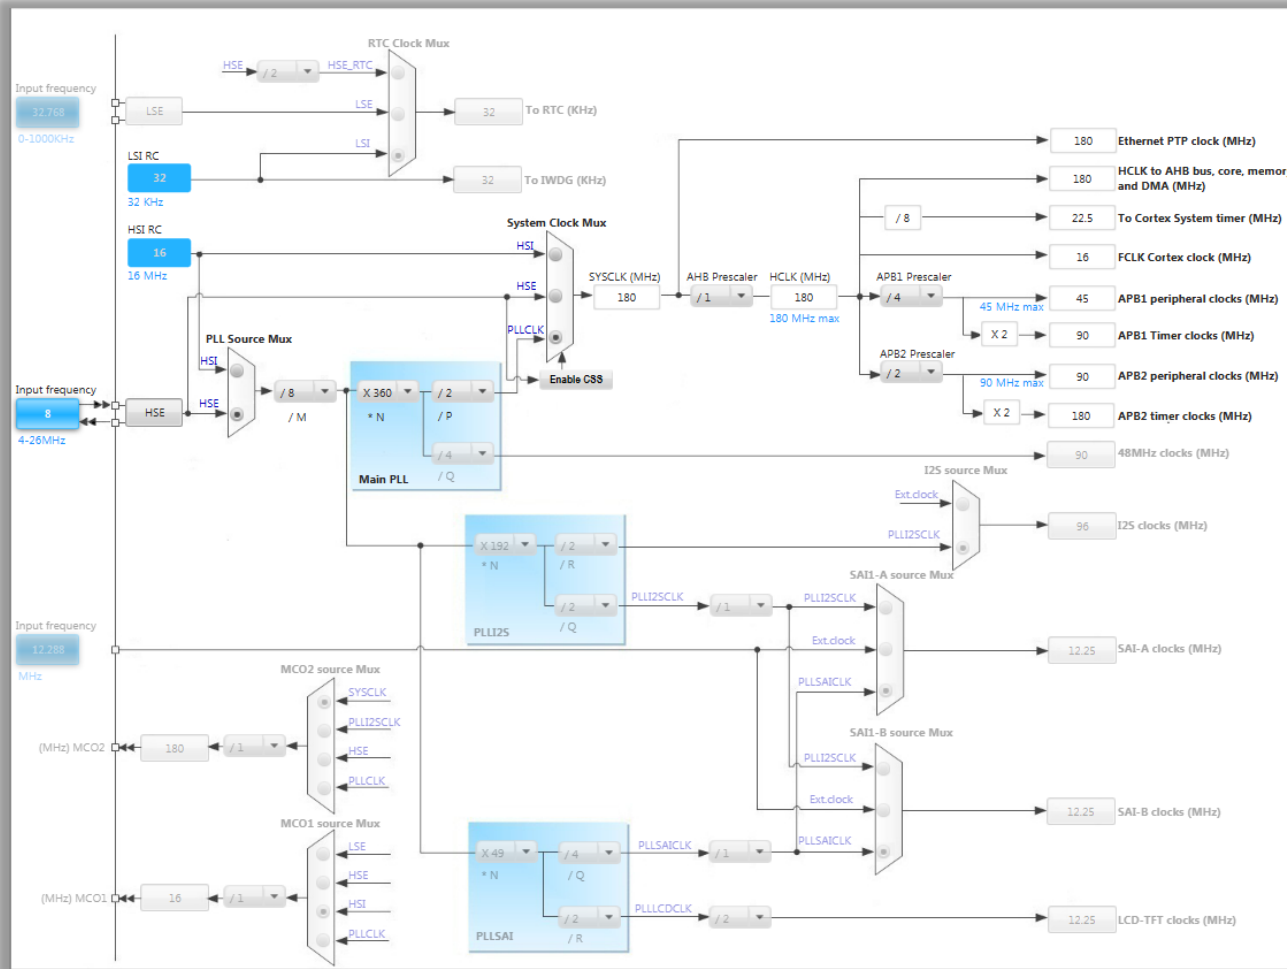 RTC Clock Mux
HSE
/ 2
HSE_RTC
Input frequency
32.768
0-1000KHz
LSE
LSE
32
To RTC (KHz)
LSI
LSI RC
32
32 KHz
32
To IWDG (KHz)
HSI RC
16
16 MHz
System Clock Mux
HSI
HSE
PLLCLK
Enable CSS
SYSCLK (MHz)
180
AHB Prescaler
/ 1
HCLK (MHz)
180
180 MHz max
180
Ethernet PTP clock (MHz)
180
HCLK to AHB bus, core, memor
and DMA (MHz)
/ 8
22.5
To Cortex System timer (MHz)
16
FCLK Cortex clock (MHz)
APB1 Prescaler
/ 4
45 MHz max
45
APB1 peripheral clocks (MHz)
X 2
90
APB1 Timer clocks (MHz)
APB2 Prescaler
/ 2
90 MHz max
90
APB2 peripheral clocks (MHz)
X 2
180
APB2 timer clocks (MHz)
PLL Source Mux
HSI
HSE
Input frequency
8
4-26MHz
HSE
/ 8
/ M
X 360
* N
/ 2
/ P
/ 4
/ Q
Main PLL
90
48MHz clocks (MHz)
I2S source Mux
Ext.clock
PLLI2SCLK
96
I2S clocks (MHz)
X 192
* N
/ 2
/ R
/ 2
/ Q
PLLI2S
PLLI2SCLK
/ 1
SAI1-A source Mux
PLLI2SCLK
Ext.clock
PLLSAICLK
12.25
SAI-A clocks (MHz)
Input frequency
12.288
MHz
MCO2 source Mux
SYSCLK
PLLI2SCLK
HSE
PLLCLK
(MHz) MCO2
180
/ 1
SAI1-B source Mux
PLLI2SCLK
Ext.clock
PLLSAICLK
12.25
SAI-B clocks (MHz)
MCO1 source Mux
LSE
HSE
HSI
PLLCLK
(MHz) MCO1
16
/ 1
X 49
* N
/ 4
/ Q
/ 2
/ R
PLLSAI
PLLSAICLK
/ 1
PLLLCDCLK
/ 2
12.25
LCD-TFT clocks (MHz)